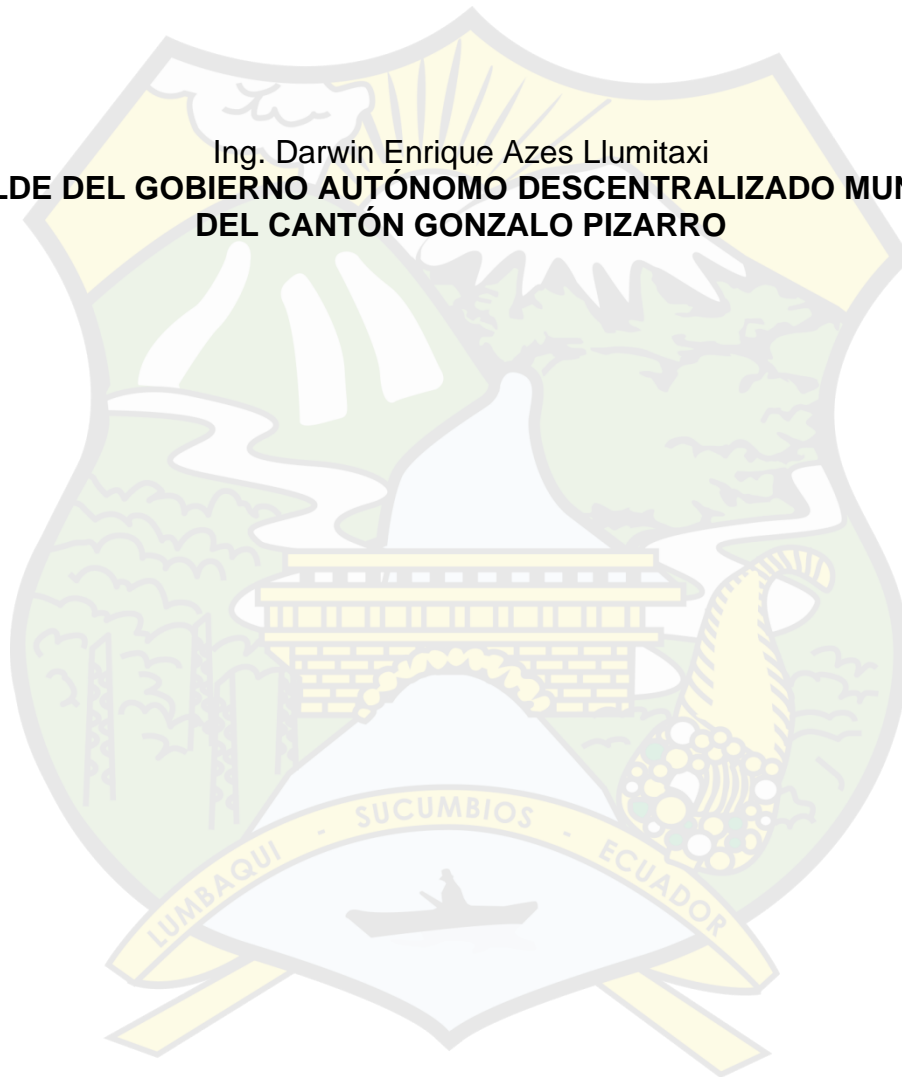 Ing. Darwin Enrique Azes Llumitaxi
LDE DEL GOBIERNO AUTÓNOMO DESCENTRALIZADO MUN
DEL CANTÓN GONZALO PIZARRO
LUMBAQUI - SUCUMBIOS - ECUADOR